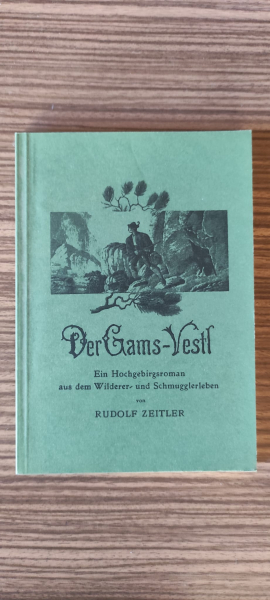 Der Gams-Vestl
Ein Hochgebirgsroman
aus dem Wilderer- und Schmugglerleben
von
RUDOLF ZEITLER